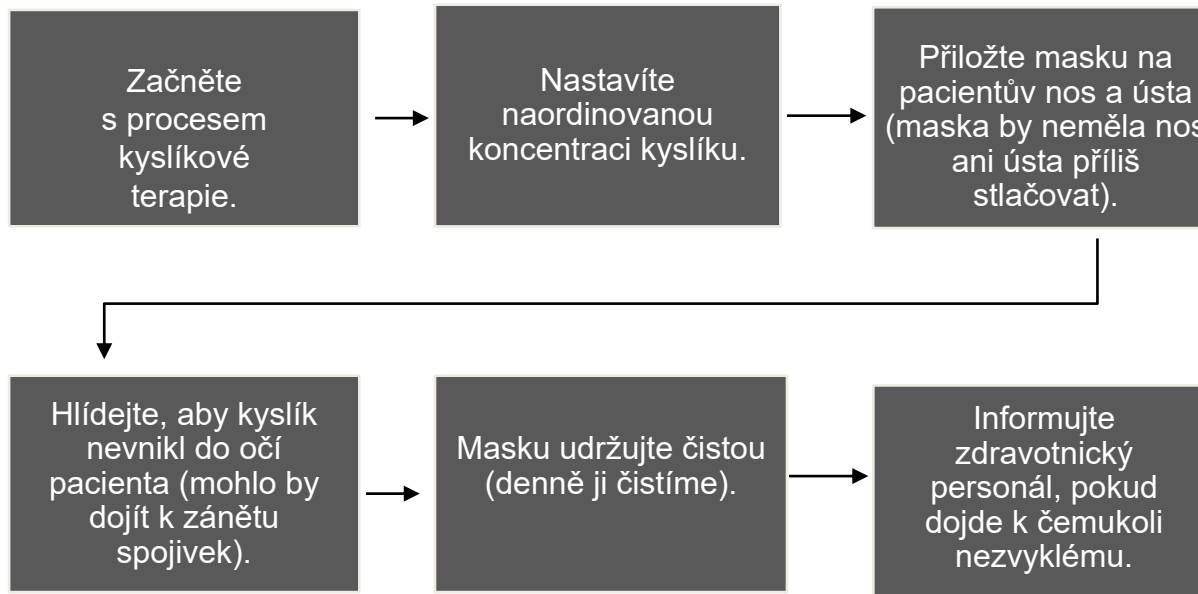 Začněte
s procesem
kyslíkové
terapie.
Nastavíte
naordinovanou
koncentraci kyslíku.
Přiložte masku na
pacientův nos a ústa
(maska by neměla nos
ani ústa příliš
stlačovat).
Hlídejte, aby kyslík
nevnikl do očí
pacienta (mohlo by
dojít k zánětu
spojivek).
Masku udržujte čistou
(denně ji čistíme).
Informujte
zdravotnický
personál, pokud
dojde k čemukoli
nezvyklému.